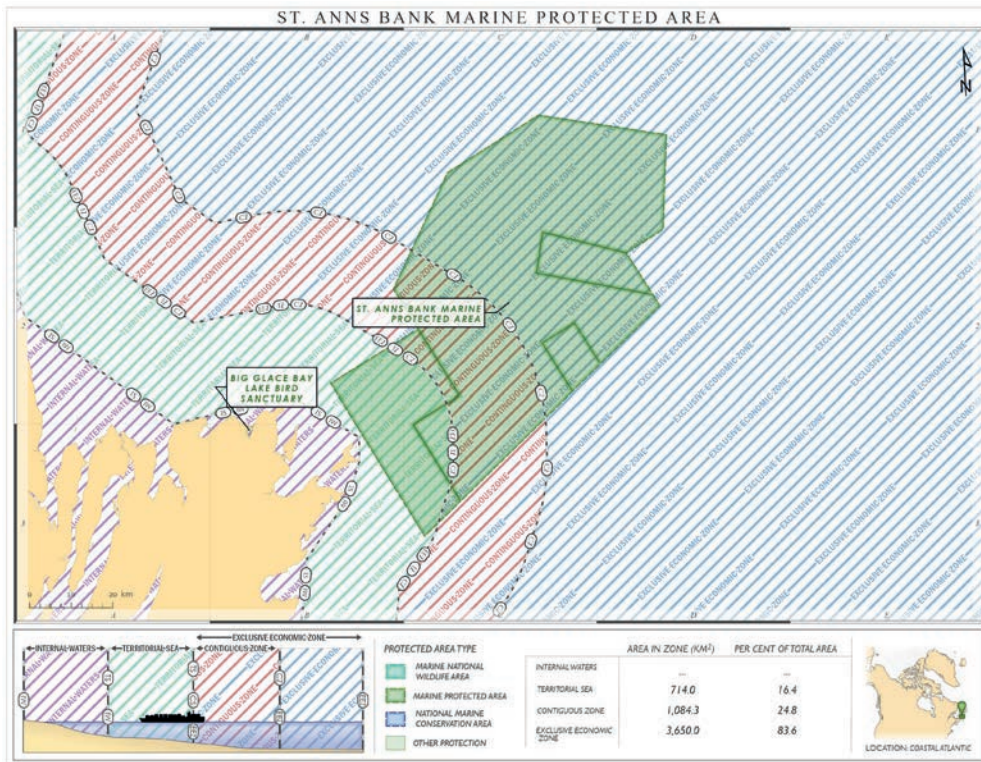 ST. ANNS BANK MARINE PROTECTED AREA
A B C D E
N
EXCLUSIVE ECONOMIC ZONE
CONTIGUOUS ZONE
TERRITORIAL SEA
INTERNAL WATERS
ST. ANNS BANK MARINE
PROTECTED AREA
BIG GLACE BAY
LAKE BIRD
SANCTUARY
0 10 20 km
EXCLUSIVE ECONOMIC ZONE
INTERNAL WATERS
TERRITORIAL SEA
CONTIGUOUS ZONE
PROTECTED AREA TYPE
MARINE NATIONAL
WILDLIFE AREA
MARINE PROTECTED AREA
NATIONAL MARINE
CONSERVATION AREA
OTHER PROTECTION
AREA IN ZONE (KM²) PER CENT OF TOTAL AREA
INTERNAL WATERS -- --
TERRITORIAL SEA 714.0 16.4
CONTIGUOUS ZONE 1,084.3 24.8
EXCLUSIVE ECONOMIC
ZONE 3,650.0 83.6
LOCATION: COASTAL ATLANTIC